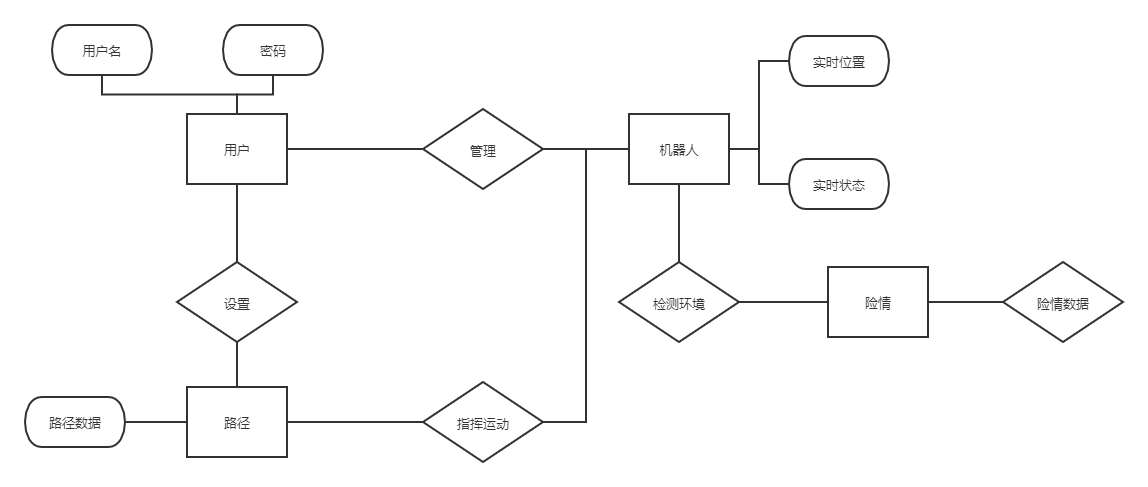 用户名
密码
实时位置
用户
管理
机器人
实时状态
设置
检测环境
险情
险情数据
路径数据
路径
指挥运动